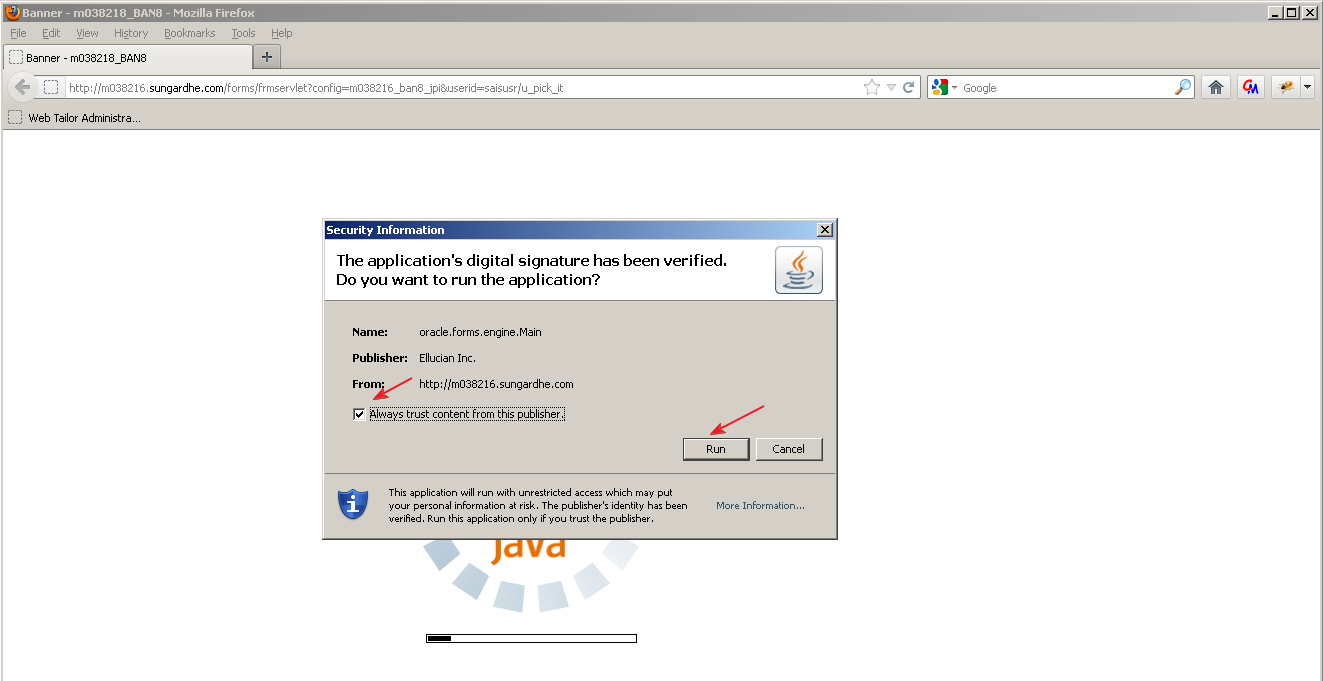 Banner - m038218_BAN8 - Mozilla Firefox
File Edit View History Bookmarks Tools Help
Banner - m038218_BAN8
http://m038216.sungardhe.com/forms/frmservlet?config=m038216_ban8_jpi&userid=saisusr/u_pick_it
Google
GM
Web Tailor Administra...
Security Information
The application's digital signature has been verified.
Do you want to run the application?
Name: oracle.forms.engine.Main
Publisher: Ellucian Inc.
From: http://m038216.sungardhe.com
Always trust content from this publisher.
Run Cancel
This application will run with unrestricted access which may put
your personal information at risk. The publisher's identity has been
verified. Run this application only if you trust the publisher.
More Information...
java